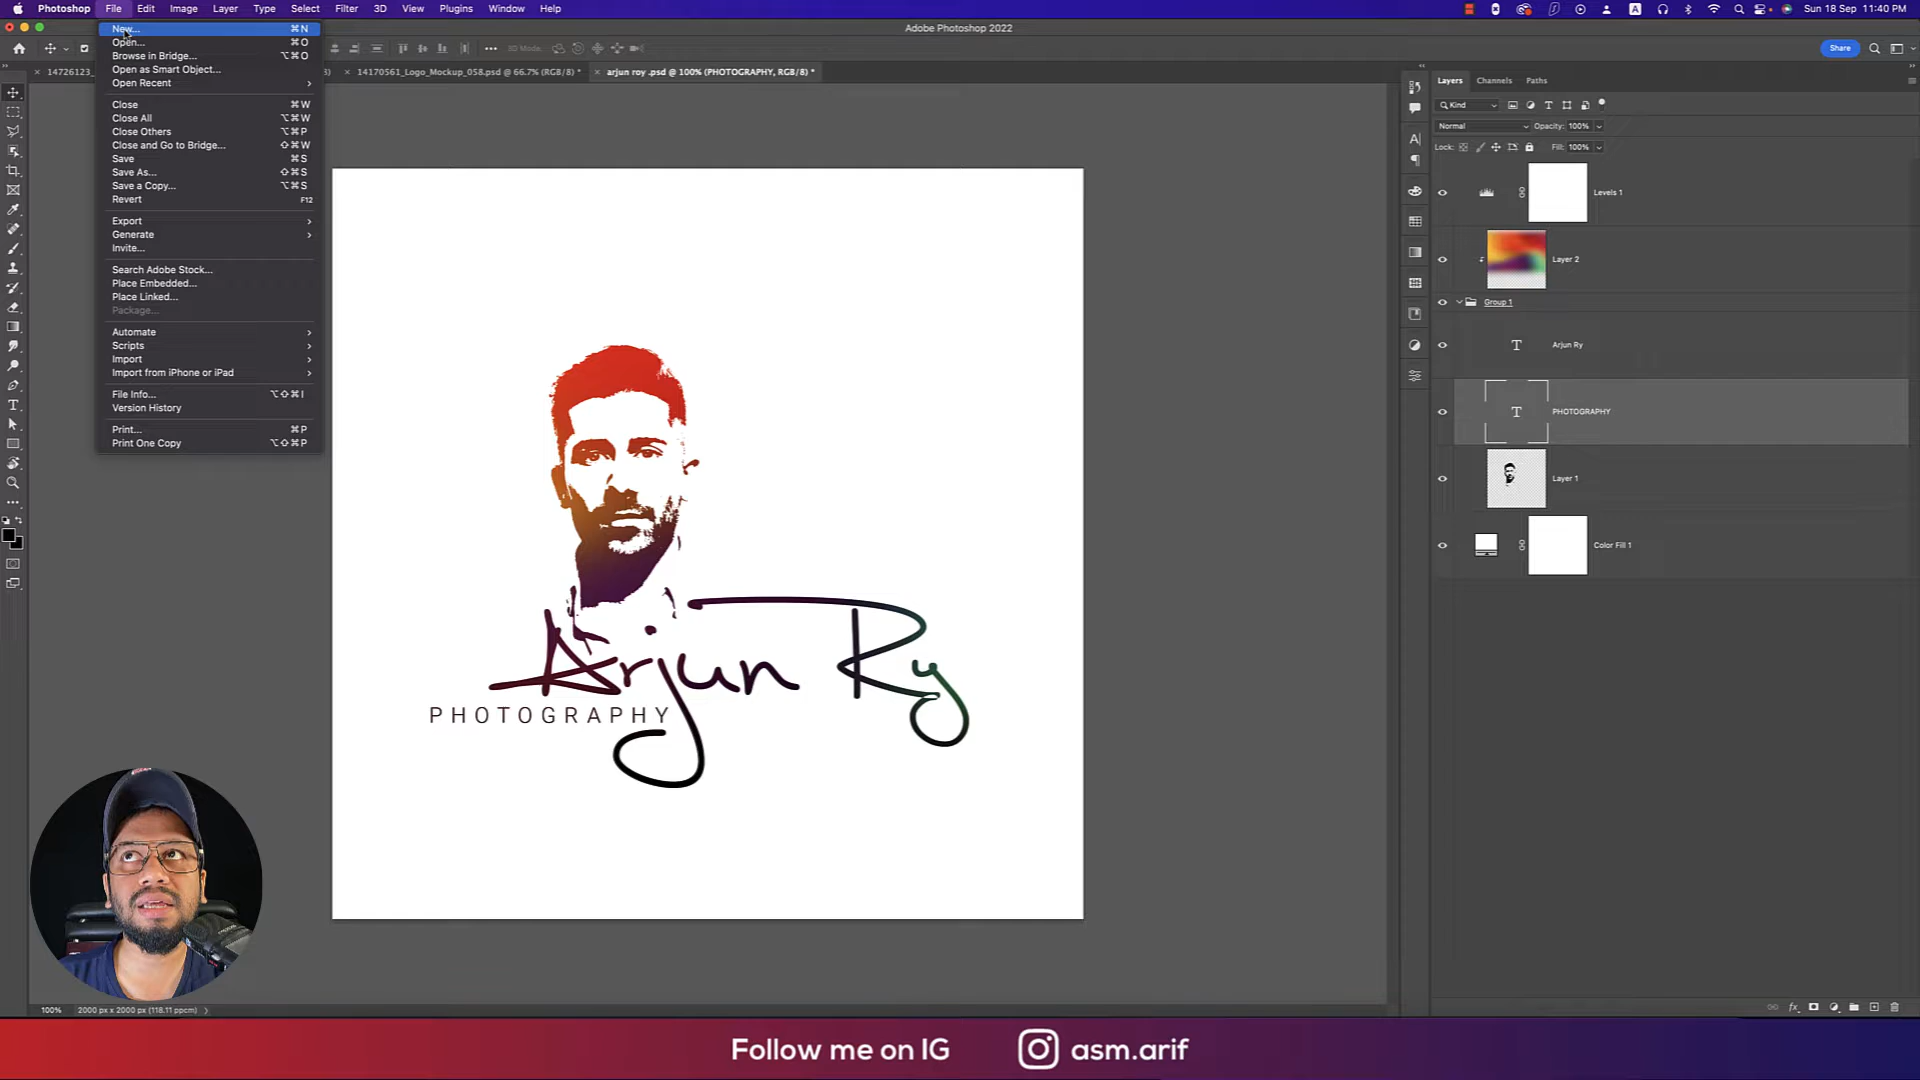 Photoshop File Edit Image Layer Type Select Filter 3D View Plugins Window Help
Sun 18 Sep 11:40 PM
Adobe Photoshop 2022
3D Mode:
Share
14726123_
14170561_Logo_Mockup_058.psd @ 66.7% (RGB/8) *
arjun roy .psd @ 100% (PHOTOGRAPHY, RGB/8) *
New... ⌘N
Open... ⌘O
Browse in Bridge... ⌥⌘O
Open as Smart Object...
Open Recent
Close ⌘W
Close All ⌥⌘W
Close Others ⌥⌘P
Close and Go to Bridge... ⇧⌘W
Save ⌘S
Save As... ⇧⌘S
Save a Copy... ⌥⌘S
Revert F12
Export
Generate
Invite...
Search Adobe Stock...
Place Embedded...
Place Linked...
Package...
Automate
Scripts
Import
Import from iPhone or iPad
File Info... ⌥⇧⌘I
Version History
Print... ⌘P
Print One Copy ⌥⇧⌘P
Arjun Ry
PHOTOGRAPHY
Layers Channels Paths
Kind
Normal Opacity: 100%
Lock: Fill: 100%
Levels 1
Layer 2
Group 1
Arjun Ry
PHOTOGRAPHY
Layer 1
Color Fill 1
100% 2000 px x 2000 px (118.11 ppcm)
Follow me on IG asm.arif